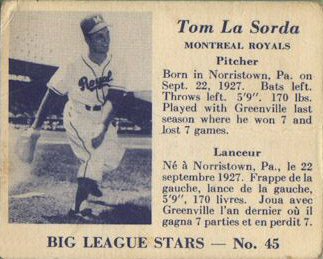 Tom La Sorda
MONTREAL ROYALS
Pitcher
Born in Norristown, Pa. on
Sept. 22, 1927. Bats left.
Throws left. 5'9". 170 lbs.
Played with Greenville last
season where he won 7 and
lost 7 games.
Lanceur
Né à Norristown, Pa., le 22
septembre 1927. Frappe de la
gauche, lance de la gauche,
5'9", 170 livres. Joua avec
Greenville l'an dernier où il
gagna 7 parties et en perdit 7.
Royals
BIG LEAGUE STARS — No. 45